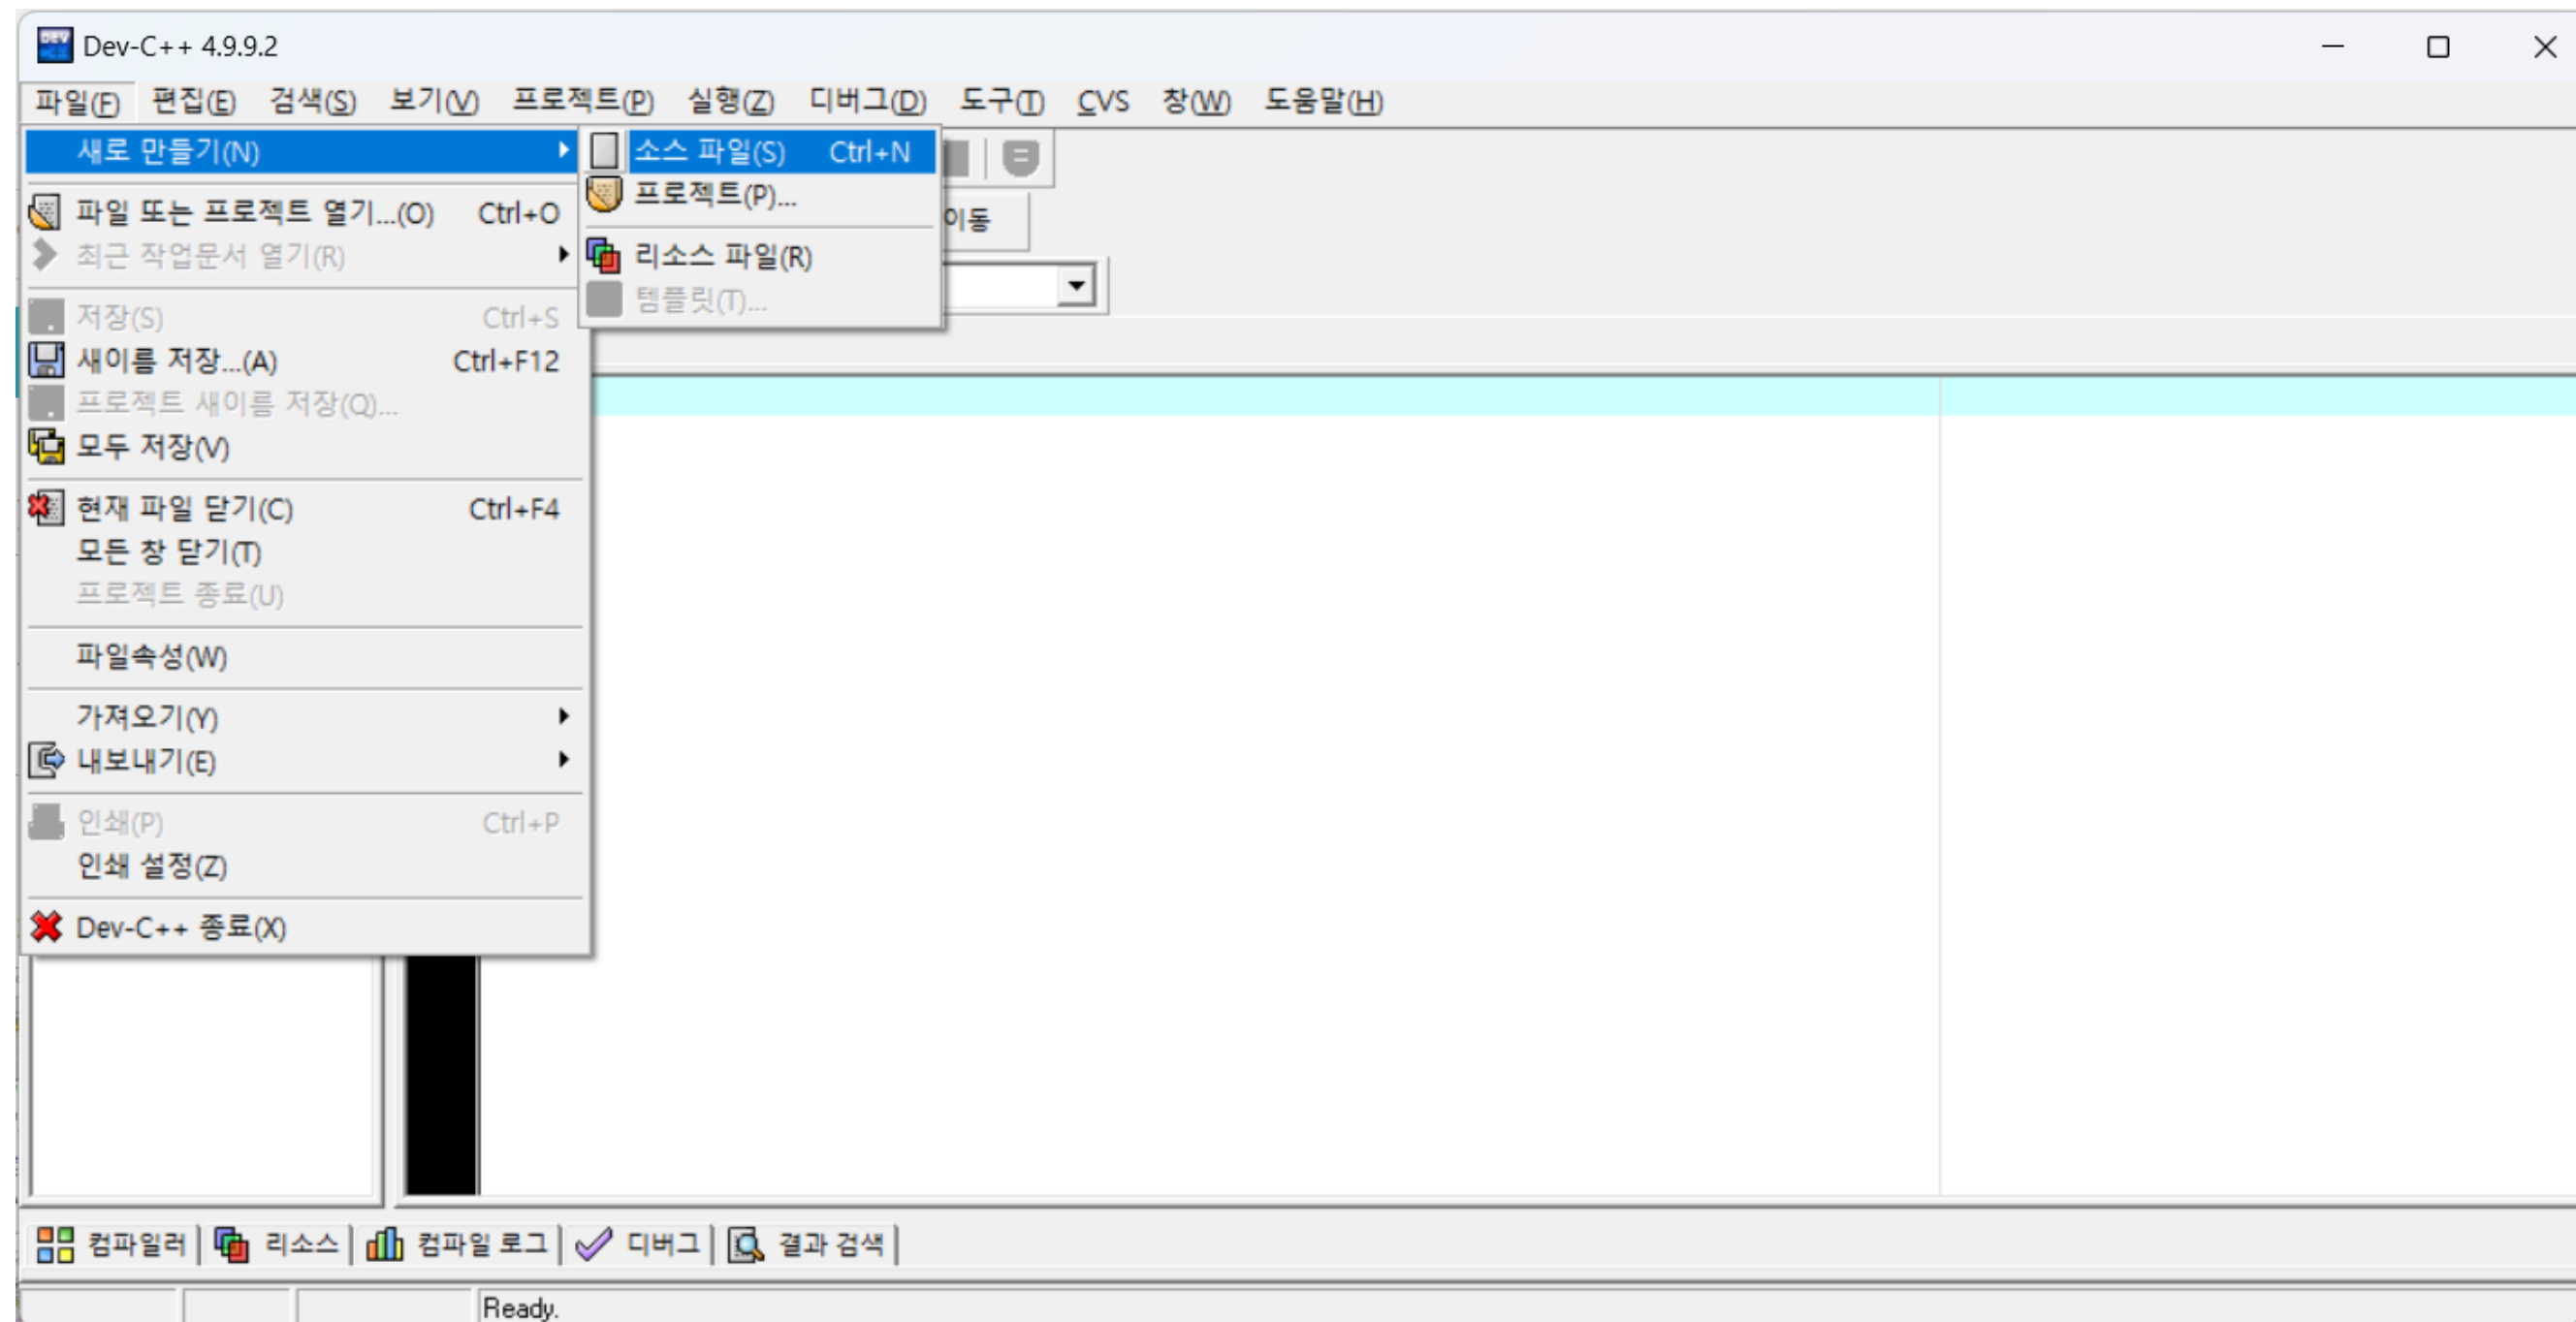 Dev-C++ 4.9.9.2
파일(F) 편집(E) 검색(S) 보기(V) 프로젝트(P) 실행(Z) 디버그(D) 도구(T) CVS 창(W) 도움말(H)
새로 만들기(N)
소스 파일(S) Ctrl+N
프로젝트(P)...
리소스 파일(R)
템플릿(T)...
이동
파일 또는 프로젝트 열기...(O) Ctrl+O
최근 작업문서 열기(R)
저장(S) Ctrl+S
새이름 저장...(A) Ctrl+F12
프로젝트 새이름 저장(Q)...
모두 저장(V)
현재 파일 닫기(C) Ctrl+F4
모든 창 닫기(T)
프로젝트 종료(U)
파일속성(W)
가져오기(Y)
내보내기(E)
인쇄(P) Ctrl+P
인쇄 설정(Z)
Dev-C++ 종료(X)
컴파일러 리소스 컴파일 로그 디버그 결과 검색
Ready.